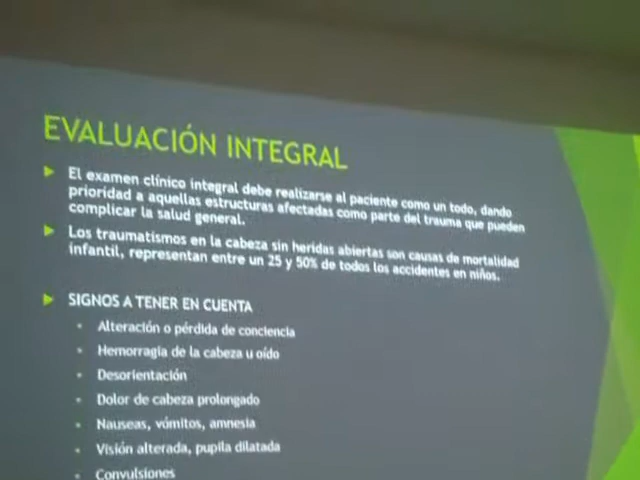 EVALUACIÓN INTEGRAL
El examen clínico integral debe realizarse al paciente como un todo, dando
prioridad a aquellas estructuras afectadas como parte del trauma que pueden
complicar la salud general.
Los traumatismos en la cabeza sin heridas abiertas son causas de mortalidad
infantil, representan entre un 25 y 50% de todos los accidentes en niños.
SIGNOS A TENER EN CUENTA
Alteración o pérdida de conciencia
Hemorragia de la cabeza u oído
Desorientación
Dolor de cabeza prolongado
Nauseas, vómitos, amnesia
Visión alterada, pupila dilatada
Convulsiones